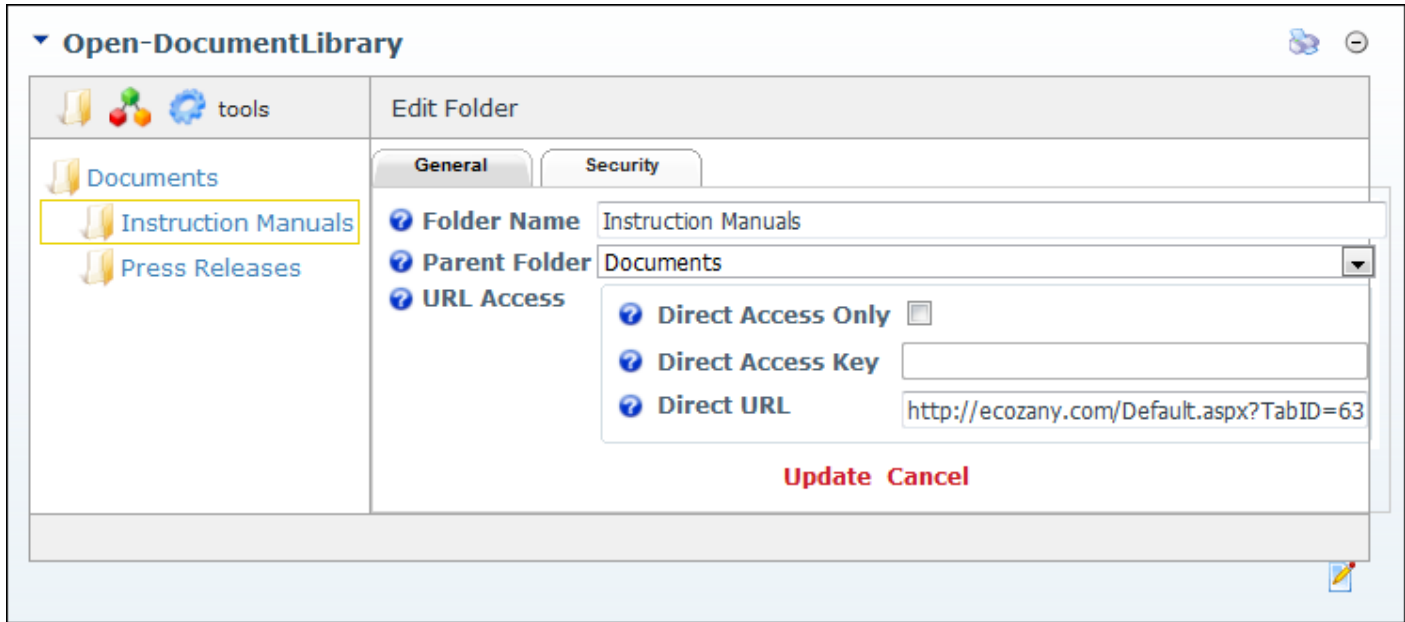 Open-DocumentLibrary
tools
Edit Folder
Documents
Instruction Manuals
Press Releases
General Security
Folder Name Instruction Manuals
Parent Folder Documents
URL Access
Direct Access Only
Direct Access Key
Direct URL http://ecozany.com/Default.aspx?TabID=63
Update Cancel